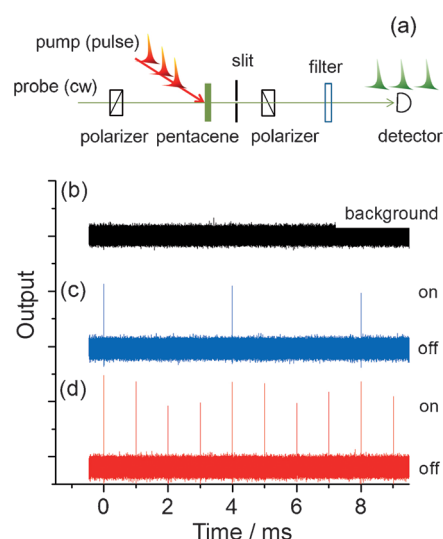 (a)
pump (pulse)
slit
filter
probe (cw)
polarizer pentacene polarizer detector
(b)
background
(c)
on
off
(d)
on
off
Output
0 2 4 6 8
Time / ms